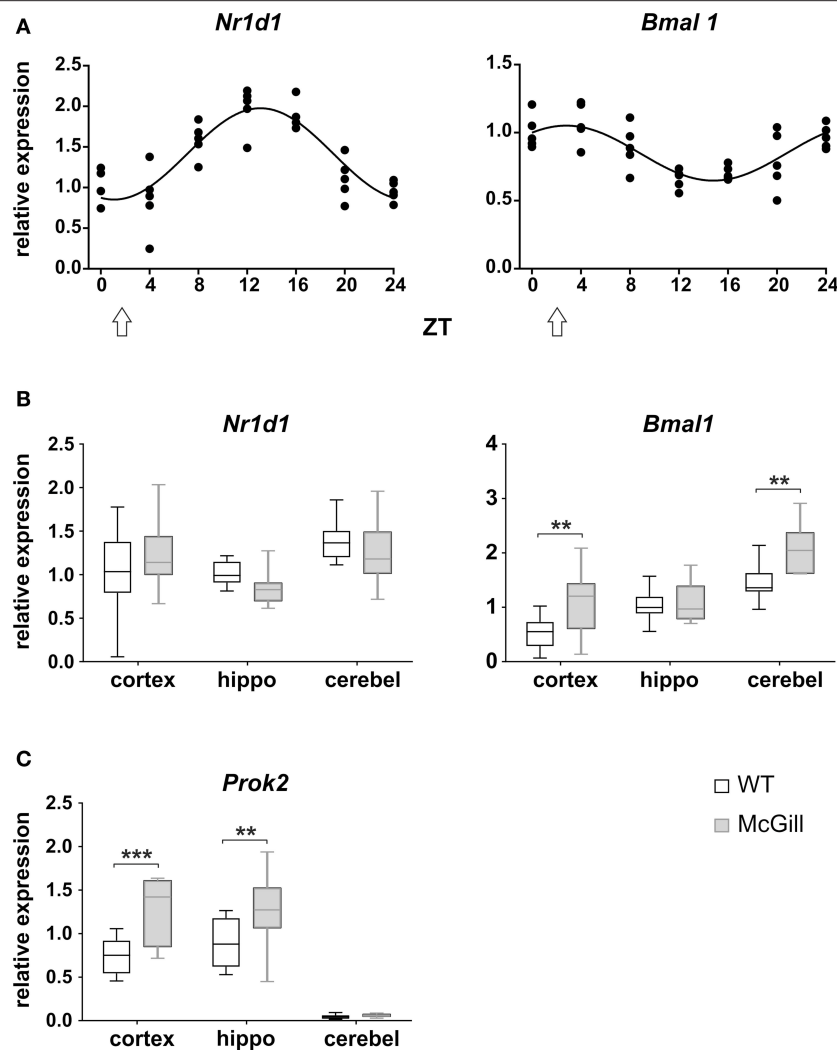 A
Nr1d1
Bmal 1
relative expression
2.5
2.0
1.5
1.0
0.5
0.0
0 4 8 12 16 20 24
1.5
1.0
0.5
0.0
0 4 8 12 16 20 24
ZT
B
Nr1d1
Bmal1
relative expression
2.5
2.0
1.5
1.0
0.5
0.0
cortex hippo cerebel
4
3
2
1
0
**
**
cortex hippo cerebel
C
Prok2
relative expression
2.5
2.0
1.5
1.0
0.5
0.0
***
**
cortex hippo cerebel
WT
McGill